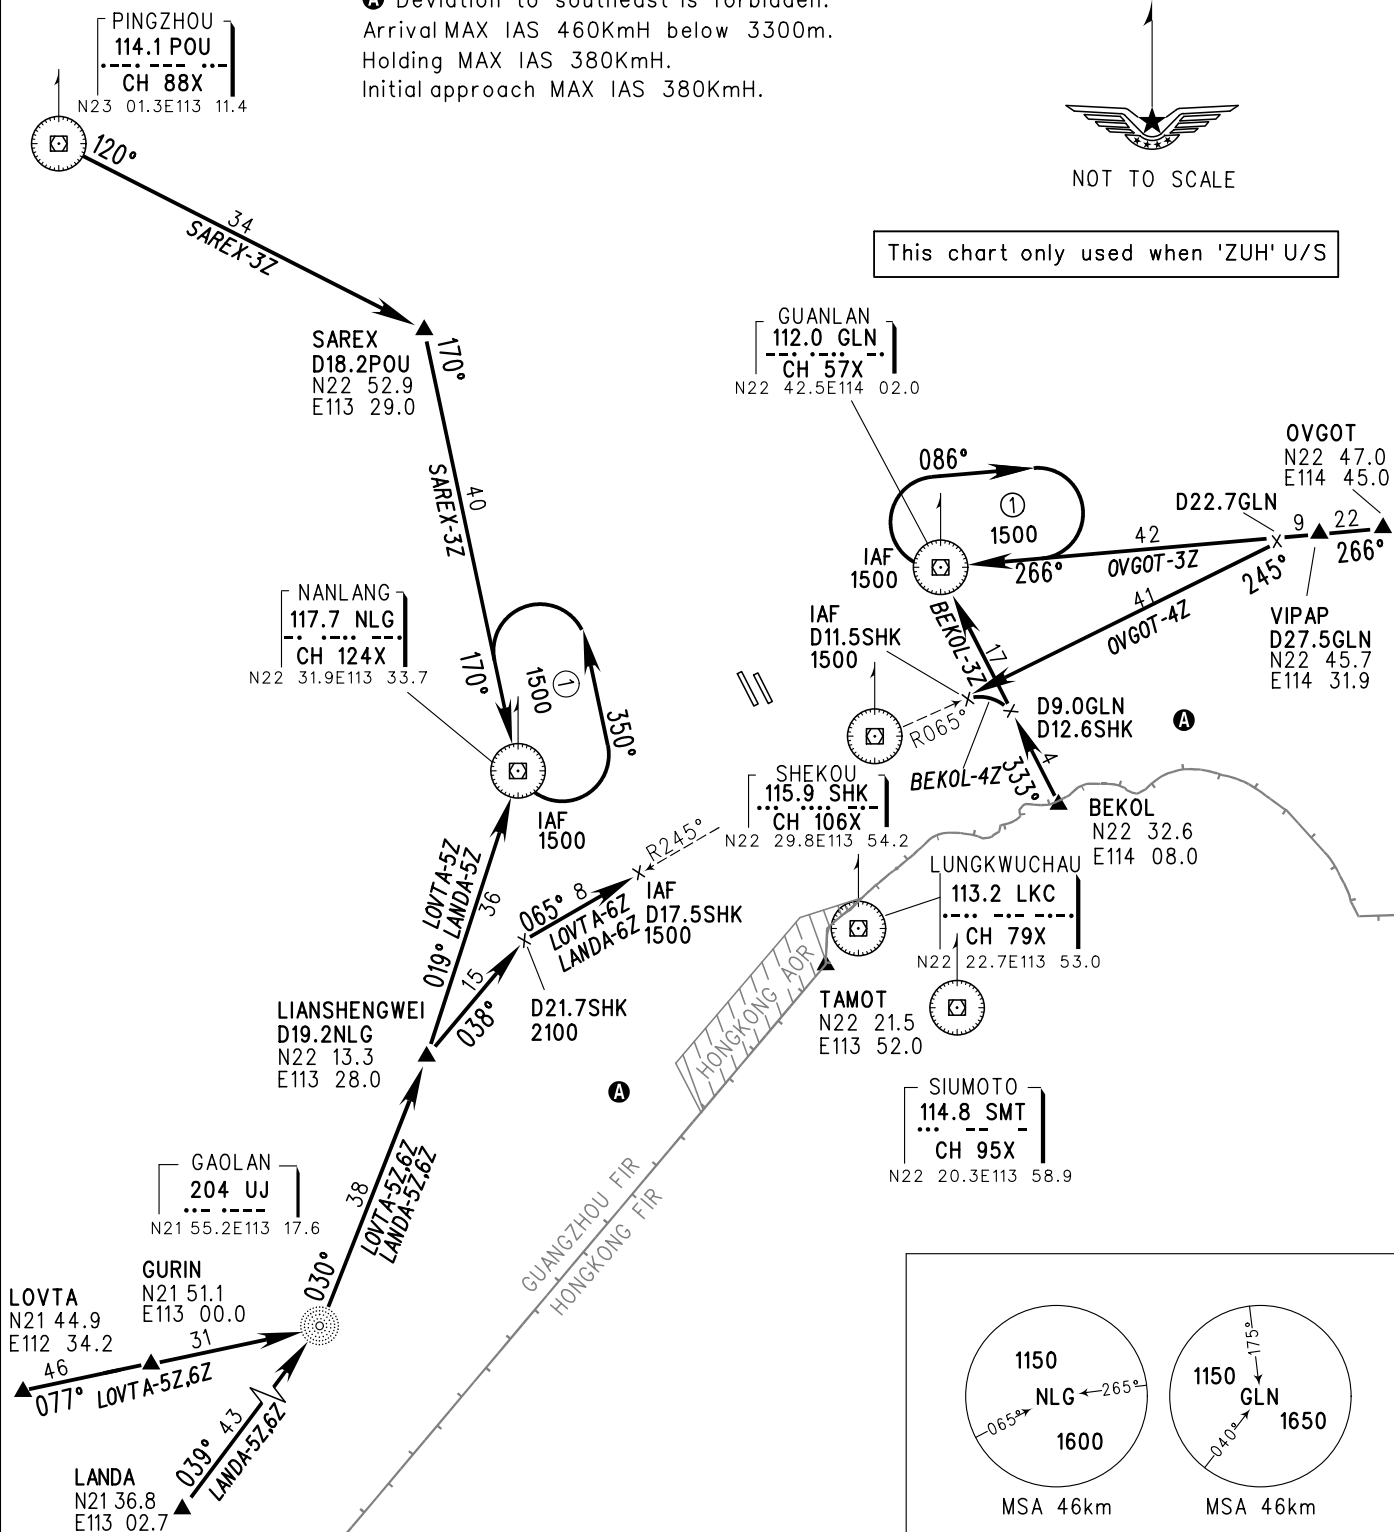 A Deviation to southeast is forbidden.
Arrival MAX IAS 460KmH below 3300m.
Holding MAX IAS 380KmH.
Initial approach MAX IAS 380KmH.
PINGZHOU
114.1 POU
CH 88X
N23 01.3E113 11.4
NOT TO SCALE
This chart only used when 'ZUH' U/S
120°
34
SAREX-3Z
SAREX
D18.2POU
N22 52.9
E113 29.0
170°
40
SAREX-3Z
170°
GUANLAN
112.0 GLN
CH 57X
N22 42.5E114 02.0
086°
1
1500
IAF
1500
266°
42
OVGOT-3Z
D22.7GLN
9
22
266°
OVGOT
N22 47.0
E114 45.0
245°
41
OVGOT-4Z
VIPAP
D27.5GLN
N22 45.7
E114 31.9
NANLANG
117.7 NLG
CH 124X
N22 31.9E113 33.7
1500
1
350°
IAF
1500
IAF
D11.5SHK
1500
BEKOL-3Z
17
R065°
D9.0GLN
D12.6SHK
A
BEKOL-4Z
333°
4
BEKOL
N22 32.6
E114 08.0
SHEKOU
115.9 SHK
CH 106X
N22 29.8E113 54.2
R245°
LUNGKWUCHAU
113.2 LKC
CH 79X
N22 22.7E113 53.0
019°
LOVTA-5Z
LANDA-5Z
36
065°
8
LOVTA-6Z
LANDA-6Z
IAF
D17.5SHK
1500
038°
15
D21.7SHK
2100
LIANSHENGWEI
D19.2NLG
N22 13.3
E113 28.0
HONGKONG AOR
TAMOT
N22 21.5
E113 52.0
A
SIUMOTO
114.8 SMT
CH 95X
N22 20.3E113 58.9
GAOLAN
204 UJ
N21 55.2E113 17.6
030°
38
LOVTA-5Z,6Z
LANDA-5Z,6Z
GUANGZHOU FIR
HONGKONG FIR
GURIN
N21 51.1
E113 00.0
LOVTA
N21 44.9
E112 34.2
46
31
077° LOVTA-5Z,6Z
039°
43
LANDA-5Z,6Z
LANDA
N21 36.8
E113 02.7
1150
NLG
265°
065°
1600
MSA 46km
175°
1150
GLN
040°
1650
MSA 46km